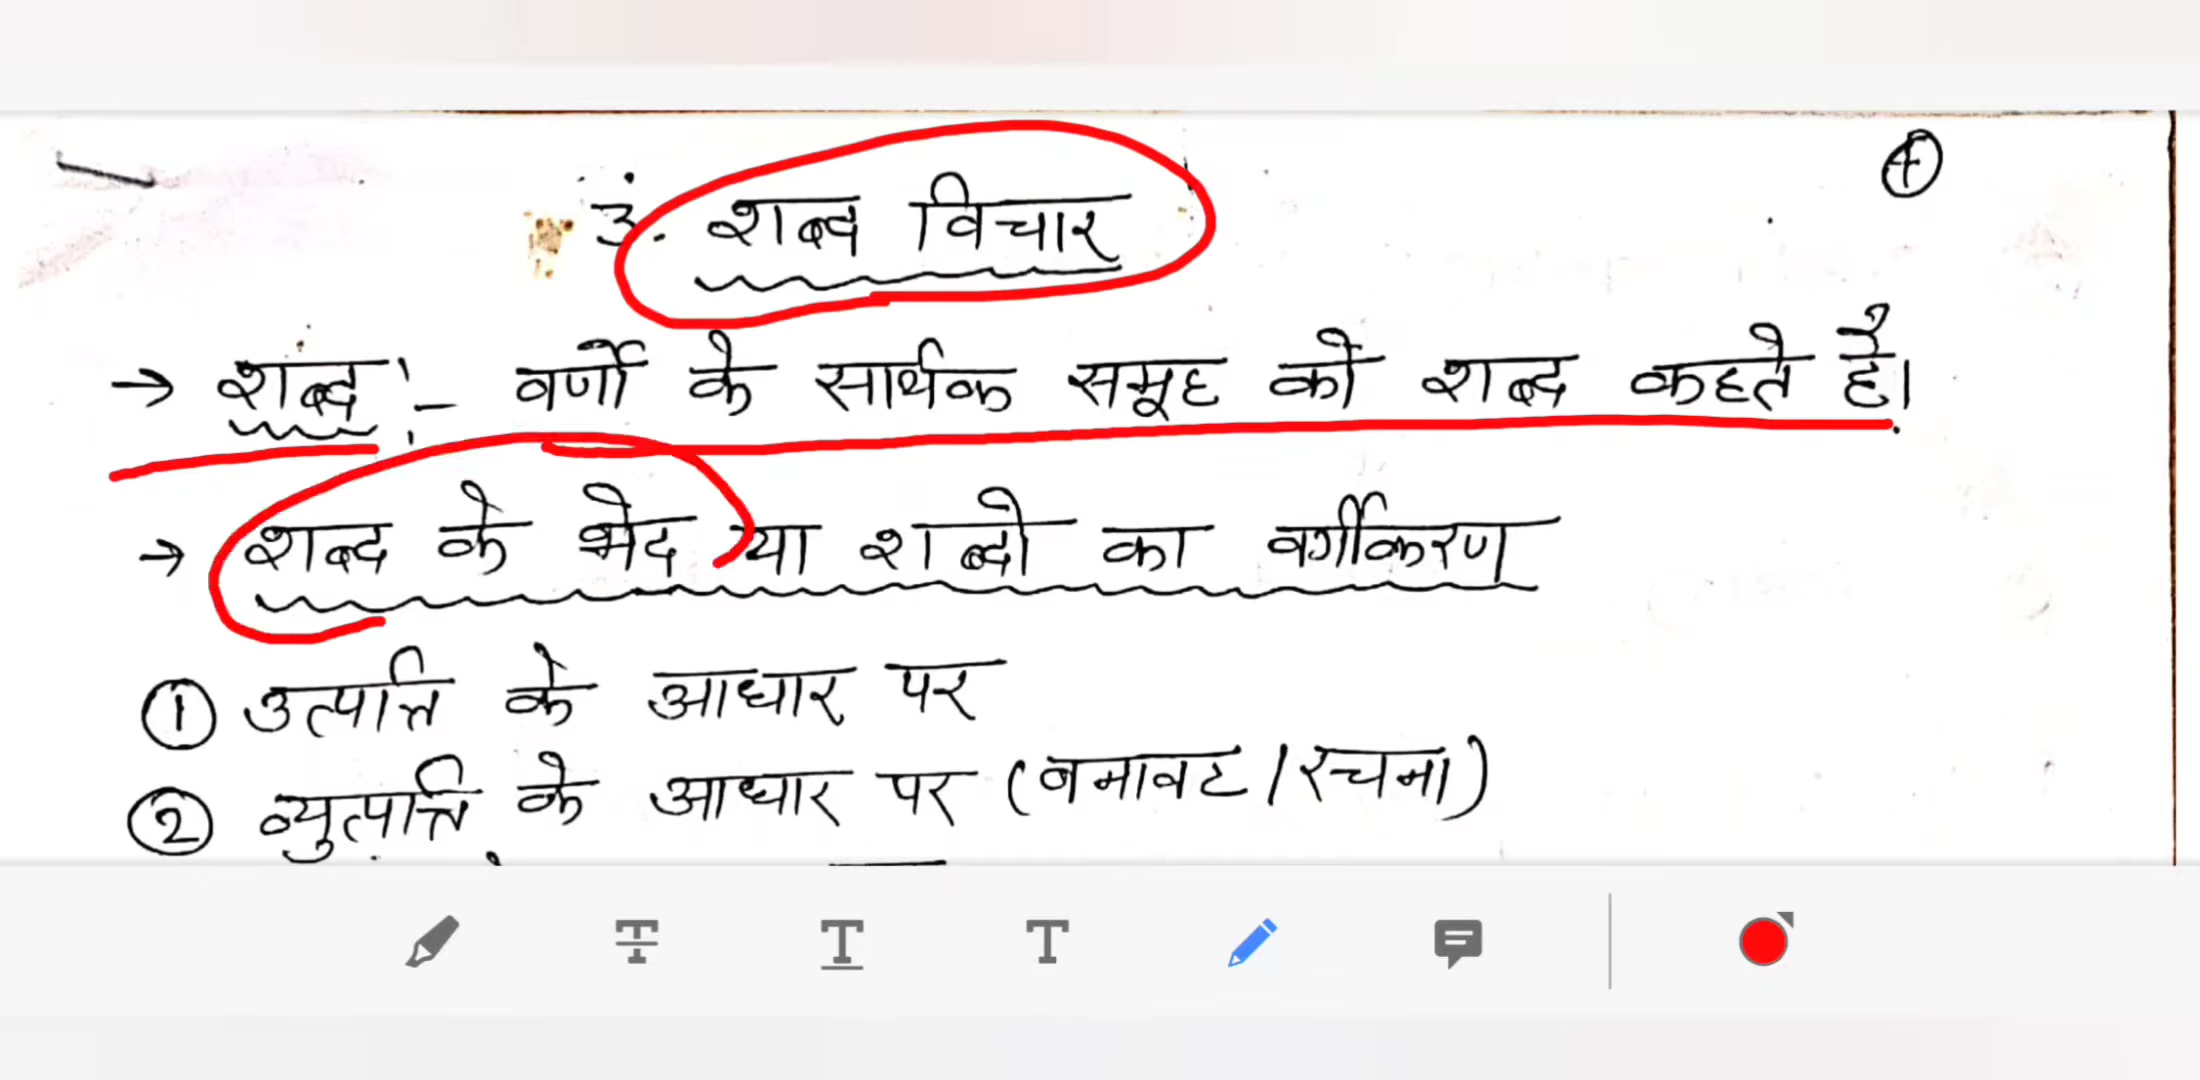 ④
3. शब्द विचार
→ शब्द :- वर्णो के सार्थक समूह को शब्द कहते है।
→ शब्द के भेद या शब्दो का वर्गीकरण
① उत्पत्ति के आधार पर
② व्युत्पत्ति के आधार पर (बनावट / रचना)